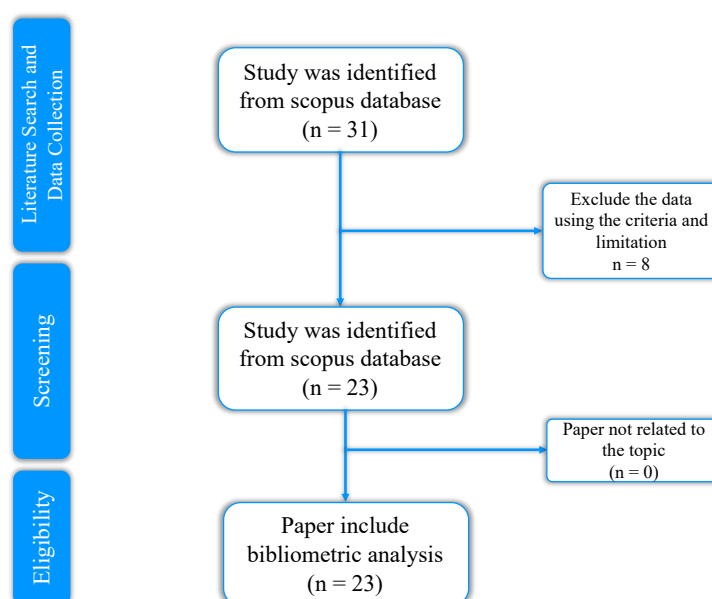 Literature Search and
Data Collection
Study was identified
from scopus database
(n = 31)
Exclude the data
using the criteria and
limitation
n = 8
Screening
Study was identified
from scopus database
(n = 23)
Paper not related to
the topic
(n = 0)
Eligibility
Paper include
bibliometric analysis
(n = 23)